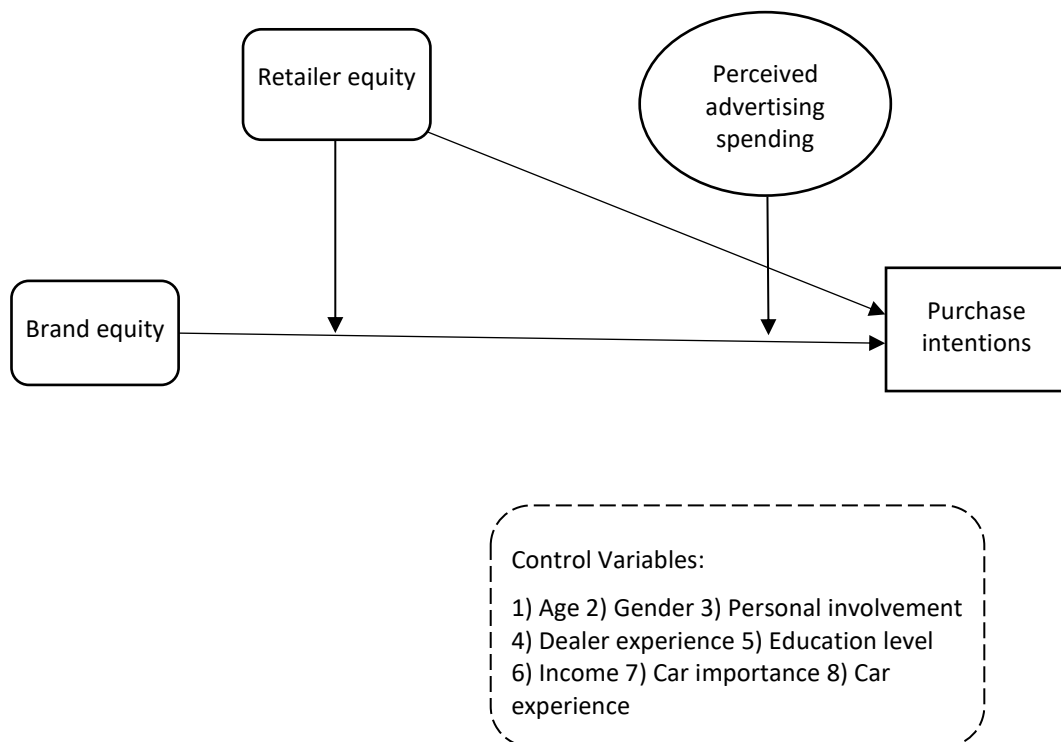 Retailer equity
Perceived
advertising
spending
Brand equity
Purchase
intentions
Control Variables:
1) Age 2) Gender 3) Personal involvement
4) Dealer experience 5) Education level
6) Income 7) Car importance 8) Car
experience